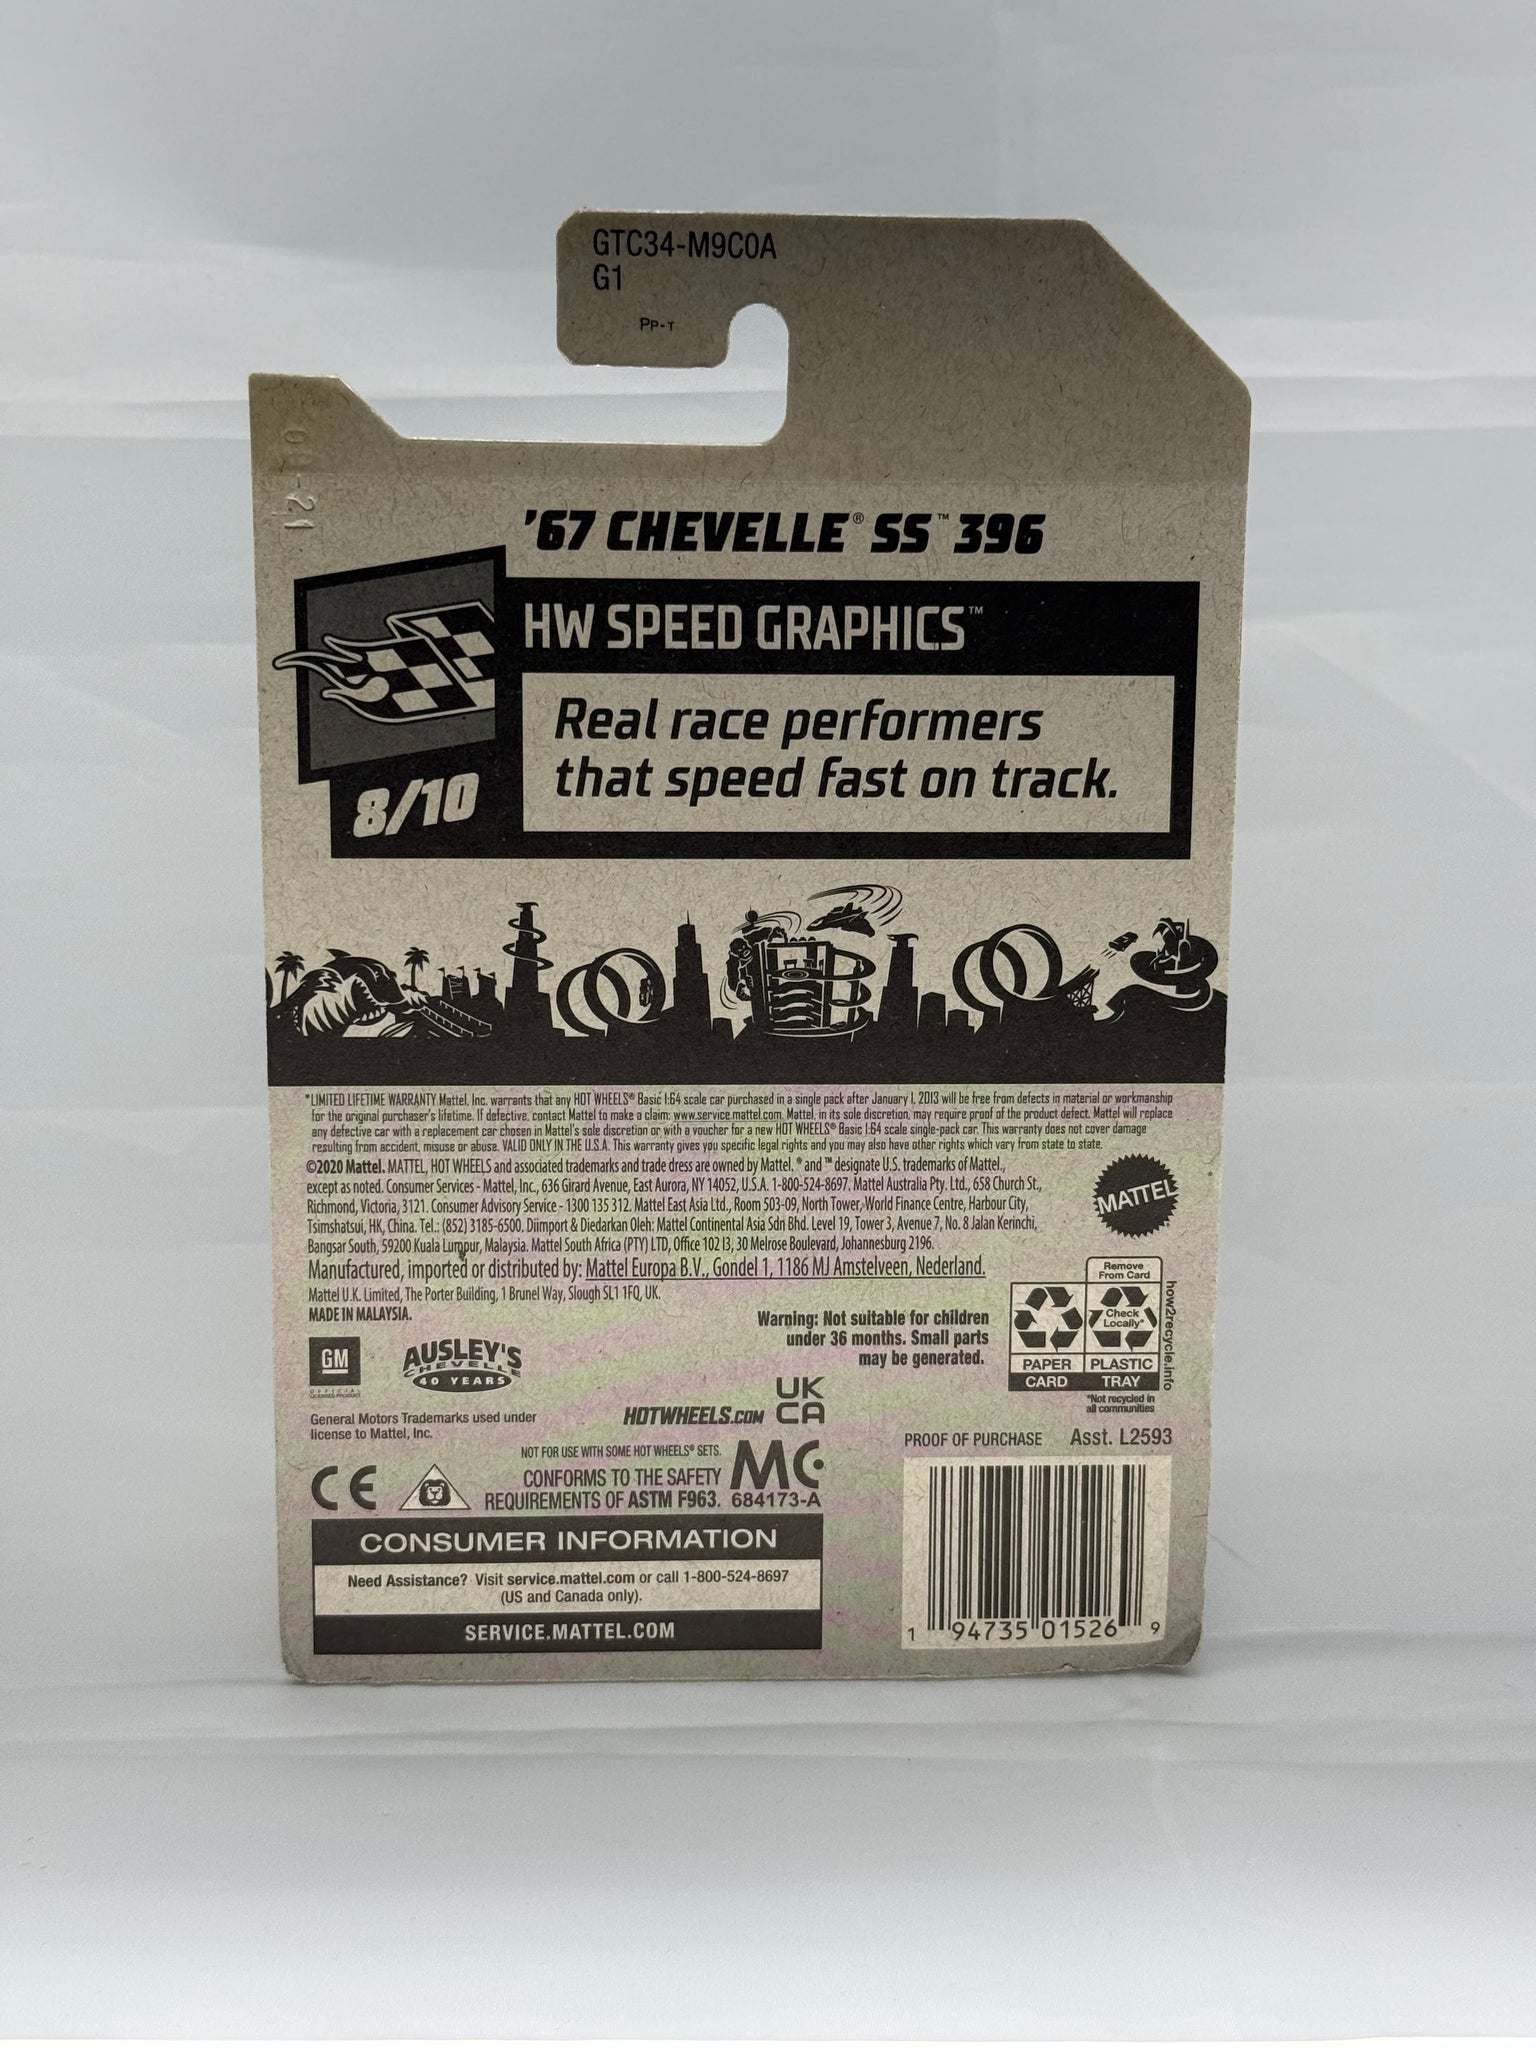 GTC34-M9C0A
G1
PP-T
-21
'67 CHEVELLE® SS™ 396
HW SPEED GRAPHICS™
Real race performers
that speed fast on track.
8/10
*LIMITED LIFETIME WARRANTY Mattel, Inc. warrants that any HOT WHEELS® Basic 1:64 scale car purchased in a single pack after January 1, 2013 will be free from defects in material or workmanship
for the original purchaser's lifetime. If defective, contact Mattel to make a claim: www.service.mattel.com. Mattel, in its sole discretion, may require proof of the product defect. Mattel will replace
any defective car with a replacement car chosen in Mattel's sole discretion or with a voucher for a new HOT WHEELS® Basic 1:64 scale single-pack car. This warranty does not cover damage
resulting from accident, misuse or abuse. VALID ONLY IN THE U.S.A. This warranty gives you specific legal rights and you may also have other rights which vary from state to state.
©2020 Mattel. MATTEL, HOT WHEELS and associated trademarks and trade dress are owned by Mattel. ® and ™ designate U.S. trademarks of Mattel.,
except as noted. Consumer Services - Mattel, Inc., 636 Girard Avenue, East Aurora, NY 14052, U.S.A. 1-800-524-8697. Mattel Australia Pty. Ltd., 658 Church St.,
Richmond, Victoria, 3121. Consumer Advisory Service - 1300 135 312. Mattel East Asia Ltd., Room 503-09, North Tower, World Finance Centre, Harbour City,
Tsimshatsui, HK, China. Tel.: (852) 3185-6500. Diimport & Diedarkan Oleh: Mattel Continental Asia Sdn Bhd. Level 19, Tower 3, Avenue 7, No. 8 Jalan Kerinchi,
Bangsar South, 59200 Kuala Lumpur, Malaysia. Mattel South Africa (PTY) LTD, Office 102 I3, 30 Melrose Boulevard, Johannesburg 2196.
Manufactured, imported or distributed by: Mattel Europa B.V., Gondel 1, 1186 MJ Amstelveen, Nederland.
Mattel U.K. Limited, The Porter Building, 1 Brunel Way, Slough SL1 1FQ, UK.
MADE IN MALAYSIA.
MATTEL
Remove
From Card
Check
Locally*
PAPER
CARD
PLASTIC
TRAY
how2recycle.info
*Not recycled in
all communities
Warning: Not suitable for children
under 36 months. Small parts
may be generated.
GM
OFFICIAL
LICENSED PRODUCT
AUSLEY'S
CHEVELLE
40 YEARS
General Motors Trademarks used under
license to Mattel, Inc.
HOTWHEELS.COM
UK
CA
NOT FOR USE WITH SOME HOT WHEELS® SETS.
CE
CONFORMS TO THE SAFETY
REQUIREMENTS OF ASTM F963.
MC
684173-A
PROOF OF PURCHASE Asst. L2593
CONSUMER INFORMATION
Need Assistance? Visit service.mattel.com or call 1-800-524-8697
(US and Canada only).
SERVICE.MATTEL.COM
1 94735 01526 9